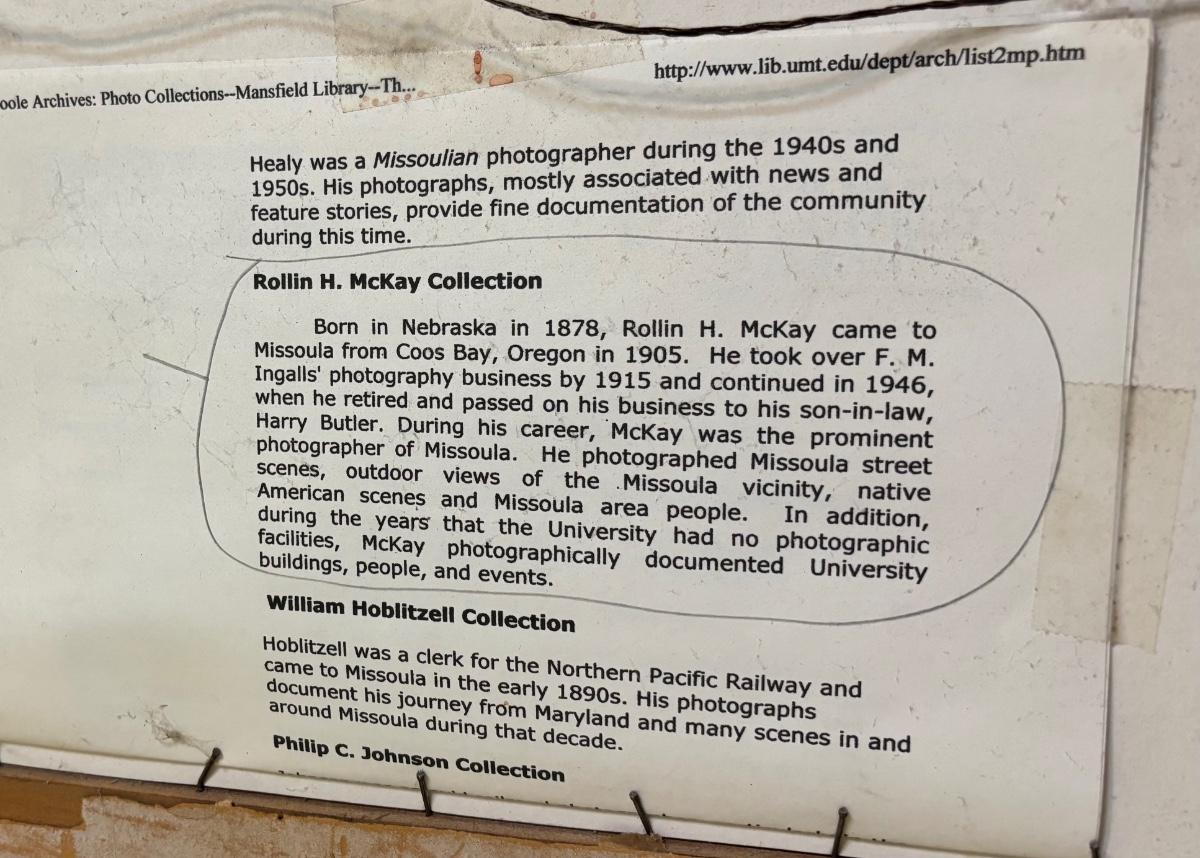 oole Archives: Photo Collections--Mansfield Library--Th...
http://www.lib.umt.edu/dept/arch/list2mp.htm
Healy was a Missoulian photographer during the 1940s and
1950s. His photographs, mostly associated with news and
feature stories, provide fine documentation of the community
during this time.
Rollin H. McKay Collection
Born in Nebraska in 1878, Rollin H. McKay came to
Missoula from Coos Bay, Oregon in 1905. He took over F. M.
Ingalls' photography business by 1915 and continued in 1946,
when he retired and passed on his business to his son-in-law,
Harry Butler. During his career, McKay was the prominent
photographer of Missoula. He photographed Missoula street
scenes, outdoor views of the Missoula vicinity, native
American scenes and Missoula area people. In addition,
during the years that the University had no photographic
facilities, McKay photographically documented University
buildings, people, and events.
William Hoblitzell Collection
Hoblitzell was a clerk for the Northern Pacific Railway and
came to Missoula in the early 1890s. His photographs
document his journey from Maryland and many scenes in and
around Missoula during that decade.
Philip C. Johnson Collection